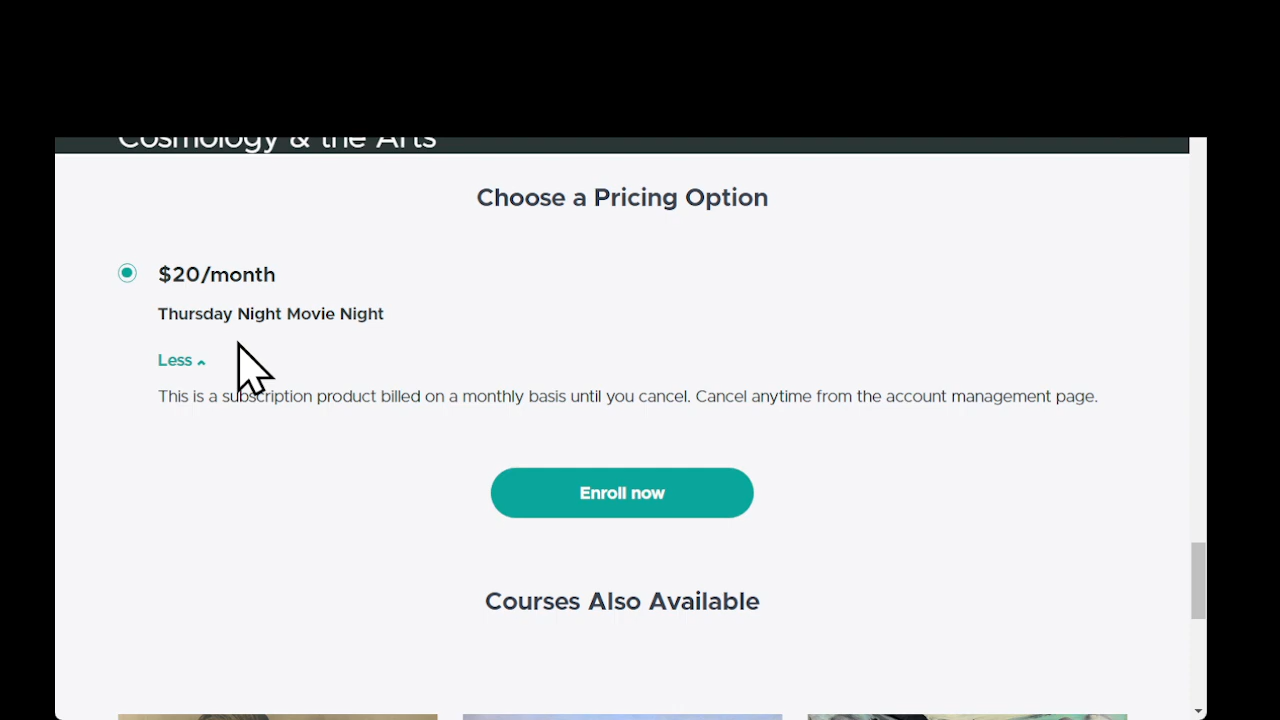 Cosmology & the Arts
Choose a Pricing Option
$20/month
Thursday Night Movie Night
Less
This is a subscription product billed on a monthly basis until you cancel. Cancel anytime from the account management page.
Enroll now
Courses Also Available